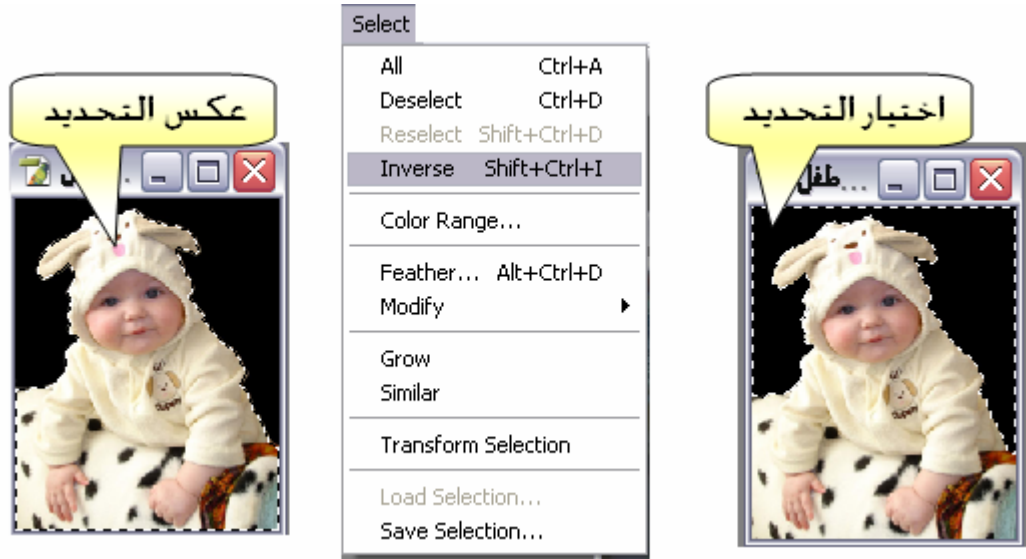 Select
All Ctrl+A
Deselect Ctrl+D
Reselect Shift+Ctrl+D
Inverse Shift+Ctrl+I
Color Range...
Feather... Alt+Ctrl+D
Modify
Grow
Similar
Transform Selection
Load Selection...
Save Selection...
اختيار التحديد
طفل...
عكس التحديد